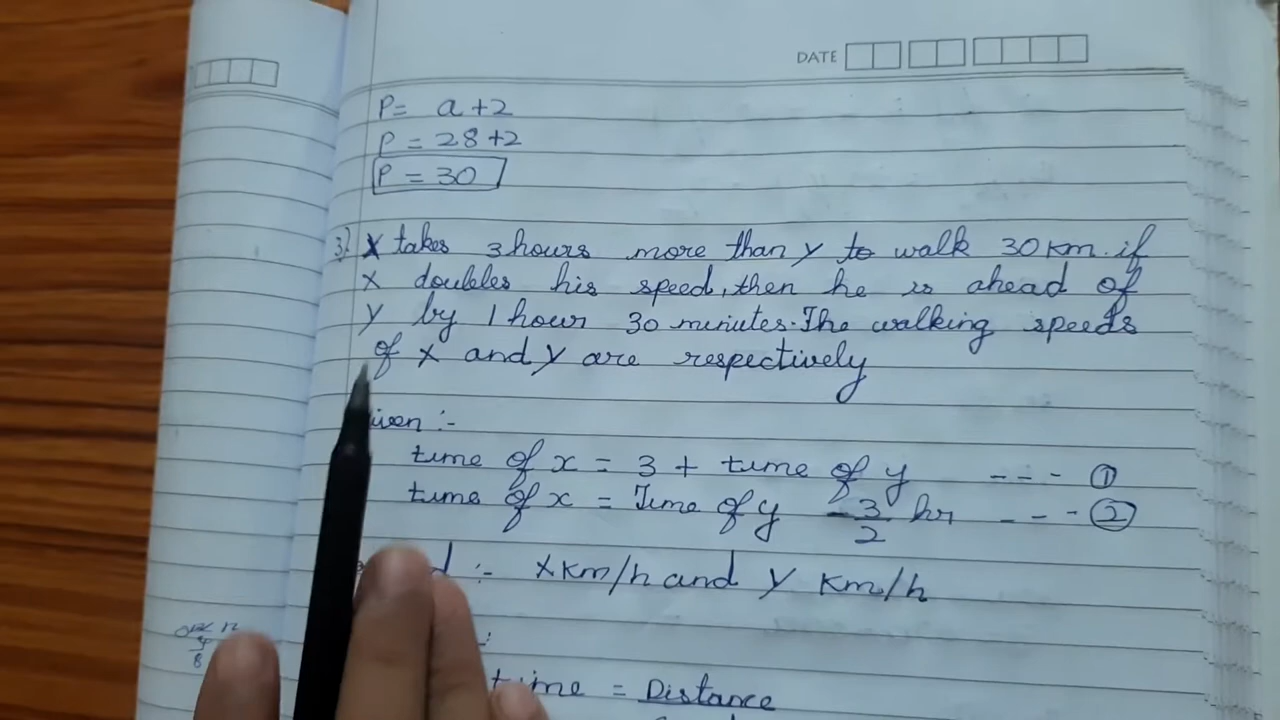 DATE
P = a + 2
P = 28 + 2
P = 30
3) X takes 3 hours more than y to walk 30 km. if
X doubles his speed, then he is ahead of
y by 1 hour 30 minutes. The walking speeds
of X and y are respectively
iven :-
time of x = 3 + time of y --- ①
time of x = Time of y - 3/2 hr --- ②
d :- X km/h and y km/h
:
time = Distance